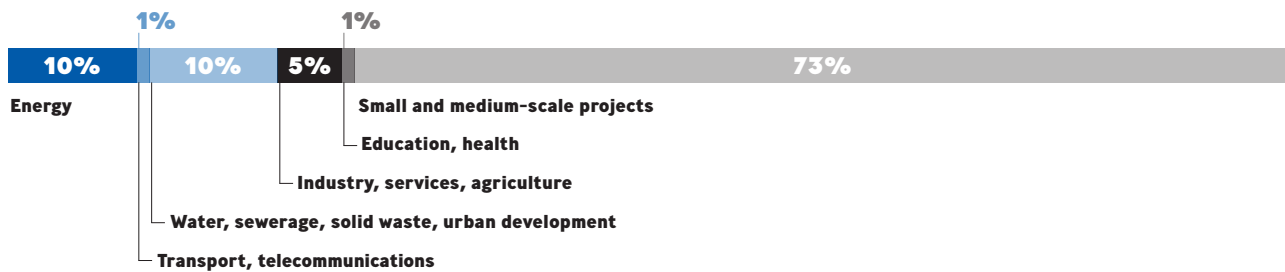 1% 1%
10% 10% 5% 73%
Energy Small and medium-scale projects
Education, health
Industry, services, agriculture
Water, sewerage, solid waste, urban development
Transport, telecommunications